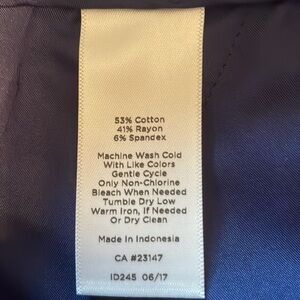 53% Cotton
41% Rayon
6% Spandex
Machine Wash Cold
With Like Colors
Gentle Cycle
Only Non-Chlorine
Bleach When Needed
Tumble Dry Low
Warm Iron, If Needed
Or Dry Clean
Made In Indonesia
CA #23147
ID245 06/17